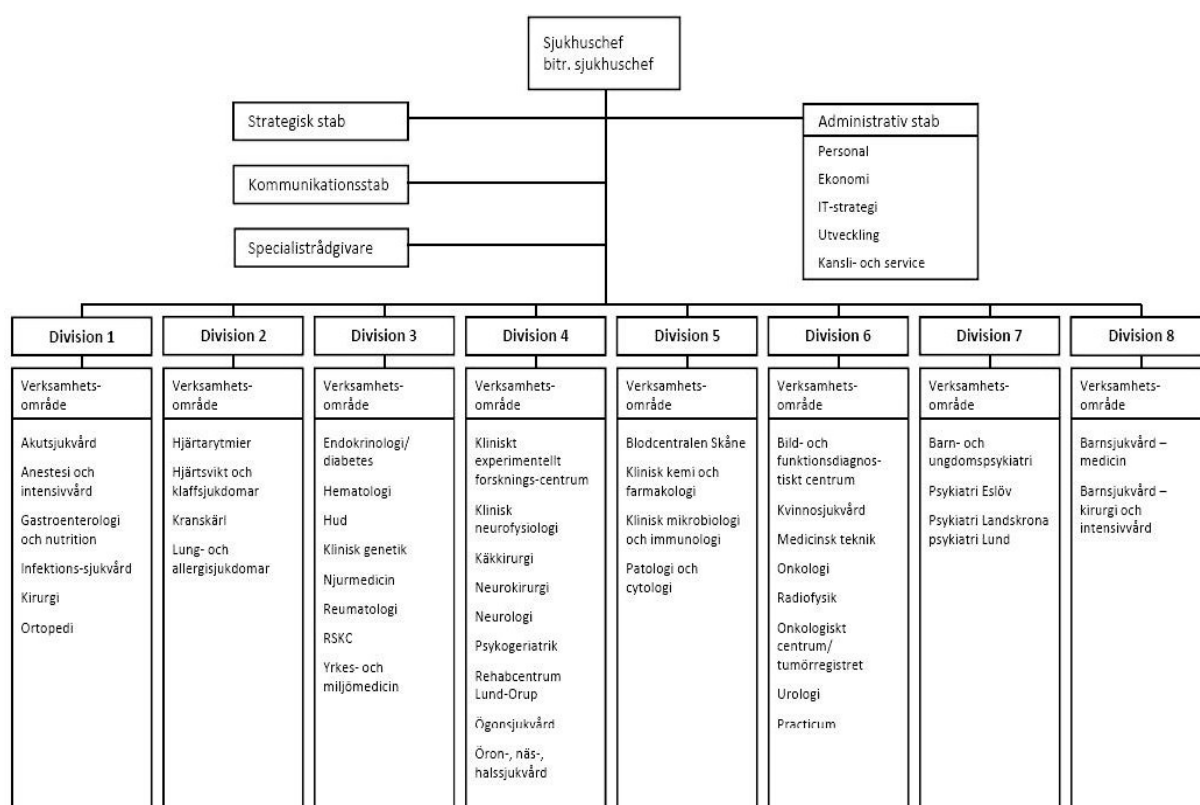 Sjukhuschef
bitr. sjukhuschef
Strategisk stab
Kommunikationsstab
Specialistrådgivare
Administrativ stab
Personal
Ekonomi
IT-strategi
Utveckling
Kansli- och service
Division 1
Verksamhets-
område
Akutsjukvård
Anestesi och
intensivvård
Gastroenterologi
och nutrition
Infektions-sjukvård
Kirurgi
Ortopedi
Division 2
Verksamhets-
område
Hjärtarytmier
Hjärtsvikt och
klaffsjukdomar
Kranskärl
Lung- och
allergisjukdomar
Division 3
Verksamhets-
område
Endokrinologi/
diabetes
Hematologi
Hud
Klinisk genetik
Njurmedicin
Reumatologi
RSKC
Yrkes- och
miljömedicin
Division 4
Verksamhets-
område
Kliniskt
experimentellt
forsknings-centrum
Klinisk
neurofysiologi
Käkkirurgi
Neurokirurgi
Neurologi
Psykogeriatrik
Rehabcentrum
Lund-Orup
Ögonsjukvård
Öron-, näs-,
halssjukvård
Division 5
Verksamhets-
område
Blodcentralen Skåne
Klinisk kemi och
farmakologi
Klinisk mikrobiologi
och immunologi
Patologi och
cytologi
Division 6
Verksamhets-
område
Bild- och
funktionsdiagnos-
tiskt centrum
Kvinnosjukvård
Medicinsk teknik
Onkologi
Radiofysik
Onkologiskt
centrum/
tumörregistret
Urologi
Practicum
Division 7
Verksamhets-
område
Barn- och
ungdomspsykiatri
Psykiatri Eslöv
Psykiatri Landskrona
psykiatri Lund
Division 8
Verksamhets-
område
Barnsjukvård –
medicin
Barnsjukvård –
kirurgi och
intensivvård